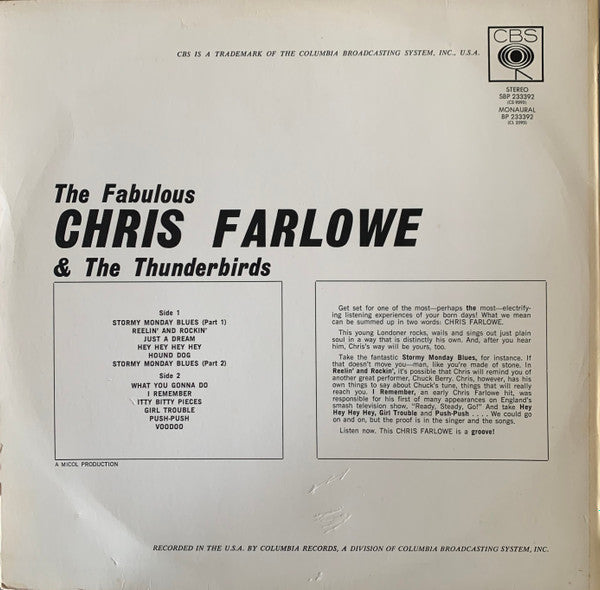 CBS IS A TRADEMARK OF THE COLUMBIA BROADCASTING SYSTEM, INC., U.S.A.
CBS
STEREO
SBP 233392
MONAURAL
BP 233392
The Fabulous
CHRIS FARLOWE
& The Thunderbirds
Side 1
STORMY MONDAY BLUES (Part 1)
REELIN' AND ROCKIN'
JUST A DREAM
HEY HEY HEY HEY
HOUND DOG
STORMY MONDAY BLUES (Part 2)
Side 2
WHAT YOU GONNA DO
I REMEMBER
ITTY BITTY PIECES
GIRL TROUBLE
PUSH-PUSH
VOODOO
A MICOL PRODUCTION
Get set for one of the most—perhaps the most—electrify-
ing listening experiences of your born days! What we mean
can be summed up in two words: CHRIS FARLOWE.
This young Londoner rocks, wails and sings out just plain
soul in a way that is distinctly his own. And, after you hear
him, Chris's way will be yours, too.
Take the fantastic Stormy Monday Blues, for instance. If
that doesn't move you—man, like you're made of stone. In
Reelin' and Rockin', it's possible that Chris will remind you of
another great performer, Chuck Berry. Chris, however, has his
own things to say about Chuck's tune, things that will really
reach you. I Remember, an early Chris Farlowe hit, was
responsible for his first of many appearances on England's
smash television show, "Ready, Steady, Go!" And take Hey
Hey Hey Hey, Girl Trouble and Push-Push . . . . We could go
on and on, but the proof is in the singer and the songs.
Listen now. This CHRIS FARLOWE is a groove!
RECORDED IN THE U.S.A. BY COLUMBIA RECORDS, A DIVISION OF COLUMBIA BROADCASTING SYSTEM, INC.